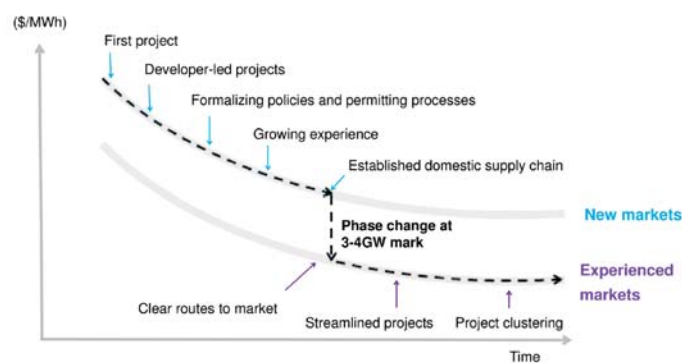 ($/MWh)
First project
Developer-led projects
Formalizing policies and permitting processes
Growing experience
Established domestic supply chain
New markets
Phase change at
3-4GW mark
Experienced
markets
Clear routes to market
Streamlined projects
Project clustering
Time